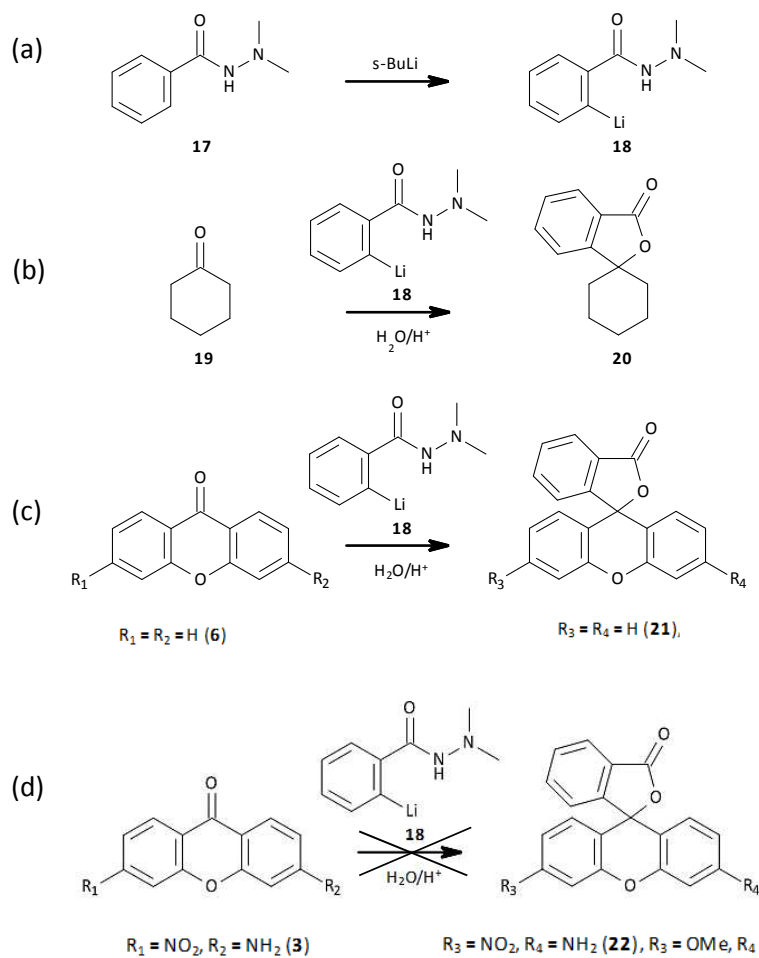 (a)
O
N
H
N
s-BuLi
O
N
H
N
Li
17
18
(b)
O
19
O
N
H
N
Li
18
H₂O/H⁺
O
O
20
(c)
O
O
R₁
R₂
R₁ = R₂ = H (6)
O
N
H
N
Li
18
H₂O/H⁺
O
O
O
R₃
R₄
R₃ = R₄ = H (21),
(d)
O
O
R₁
R₂
R₁ = NO₂, R₂ = NH₂ (3)
O
N
H
N
Li
18
H₂O/H⁺
O
O
O
R₃
R₄
R₃ = NO₂, R₄ = NH₂ (22), R₃ = OMe, R₄